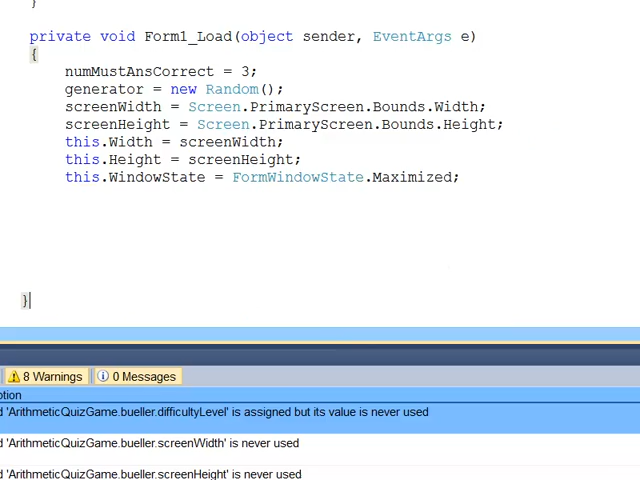 }
private void Form1_Load(object sender, EventArgs e)
{
numMustAnsCorrect = 3;
generator = new Random();
screenWidth = Screen.PrimaryScreen.Bounds.Width;
screenHeight = Screen.PrimaryScreen.Bounds.Height;
this.Width = screenWidth;
this.Height = screenHeight;
this.WindowState = FormWindowState.Maximized;
}
8 Warnings 0 Messages
ption
d 'ArithmeticQuizGame.bueller.difficultyLevel' is assigned but its value is never used
d 'ArithmeticQuizGame.bueller.screenWidth' is never used
d 'ArithmeticQuizGame.bueller.screenHeight' is never used